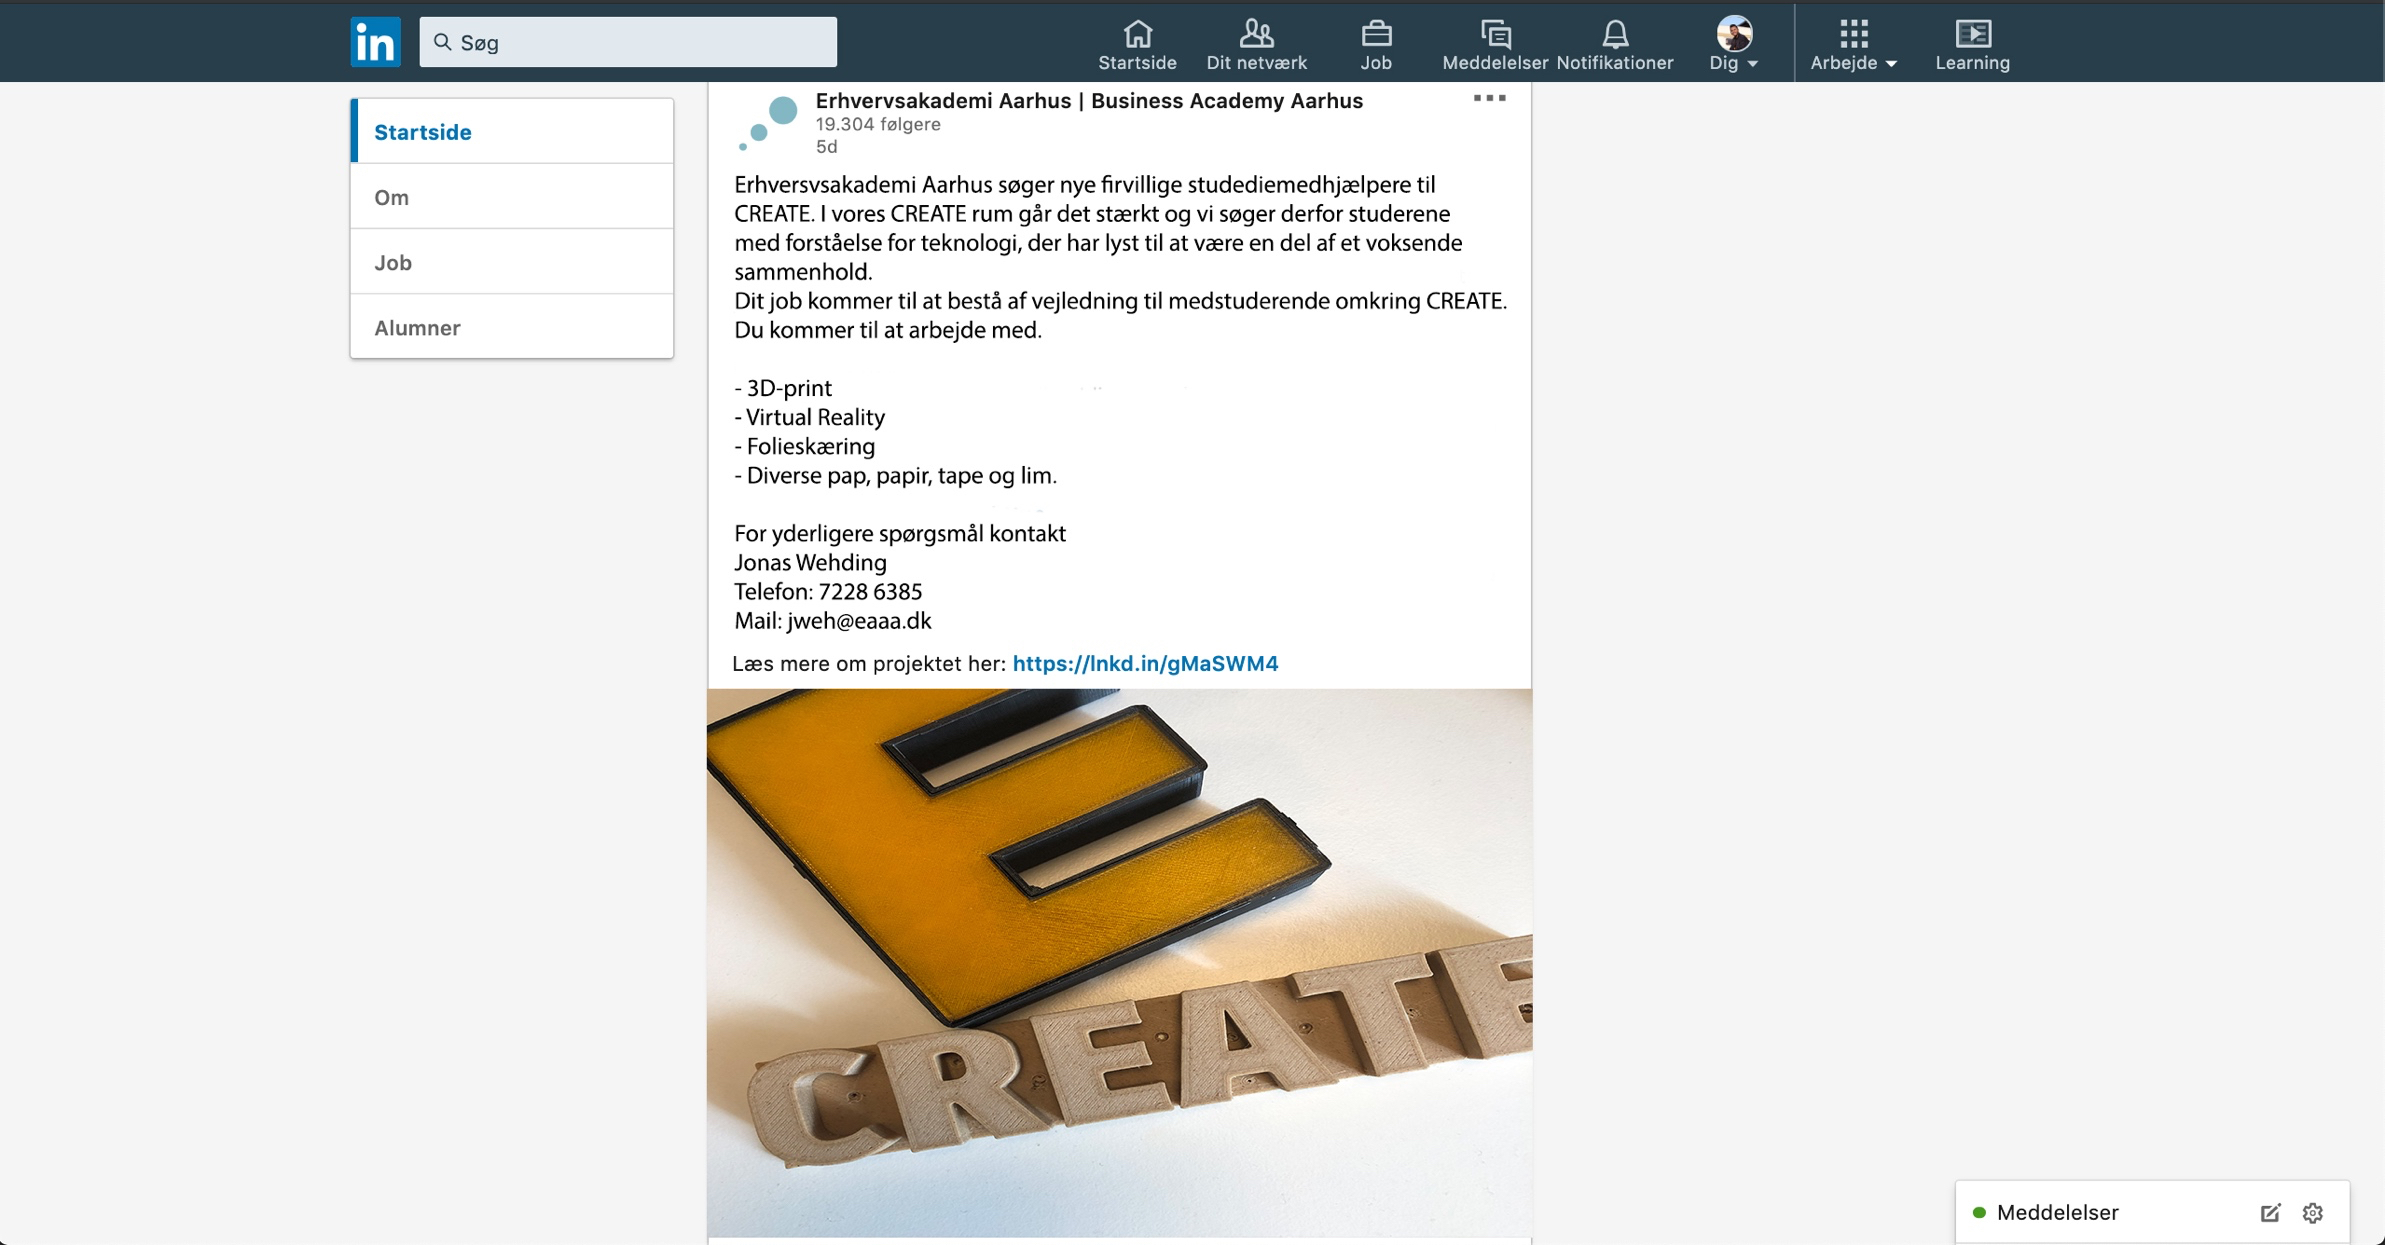 in
Søg
Startside
Dit netværk
Job
Meddelelser
Notifikationer
Dig
Arbejde
Learning
Startside
Om
Job
Alumner
Erhvervsakademi Aarhus | Business Academy Aarhus
19.304 følgere
5d
Erhversvsakademi Aarhus søger nye firvillige studediemedhjælpere til
CREATE. I vores CREATE rum går det stærkt og vi søger derfor studerene
med forståelse for teknologi, der har lyst til at være en del af et voksende
sammenhold.
Dit job kommer til at bestå af vejledning til medstuderende omkring CREATE.
Du kommer til at arbejde med.
- 3D-print
- Virtual Reality
- Folieskæring
- Diverse pap, papir, tape og lim.
For yderligere spørgsmål kontakt
Jonas Wehding
Telefon: 7228 6385
Mail: jweh@eaaa.dk
Læs mere om projektet her: https://lnkd.in/gMaSWM4
E
CREATE
Meddelelser